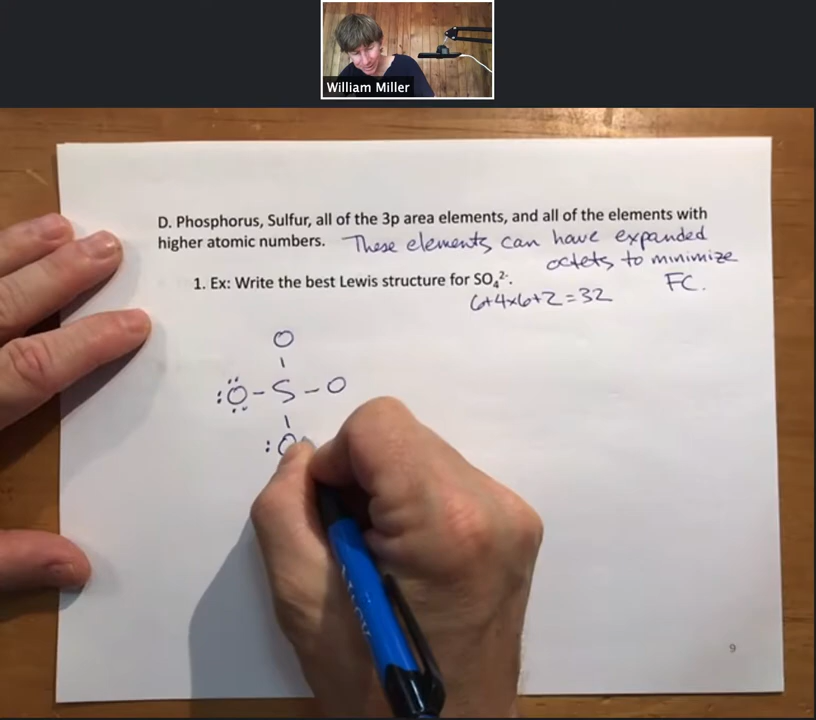 William Miller
D. Phosphorus, Sulfur, all of the 3p area elements, and all of the elements with
higher atomic numbers. These elements can have expanded
octets to minimize
1. Ex: Write the best Lewis structure for SO₄²⁻. FC.
6+4x6+2=32
O
:Ö-S-O
:O
9